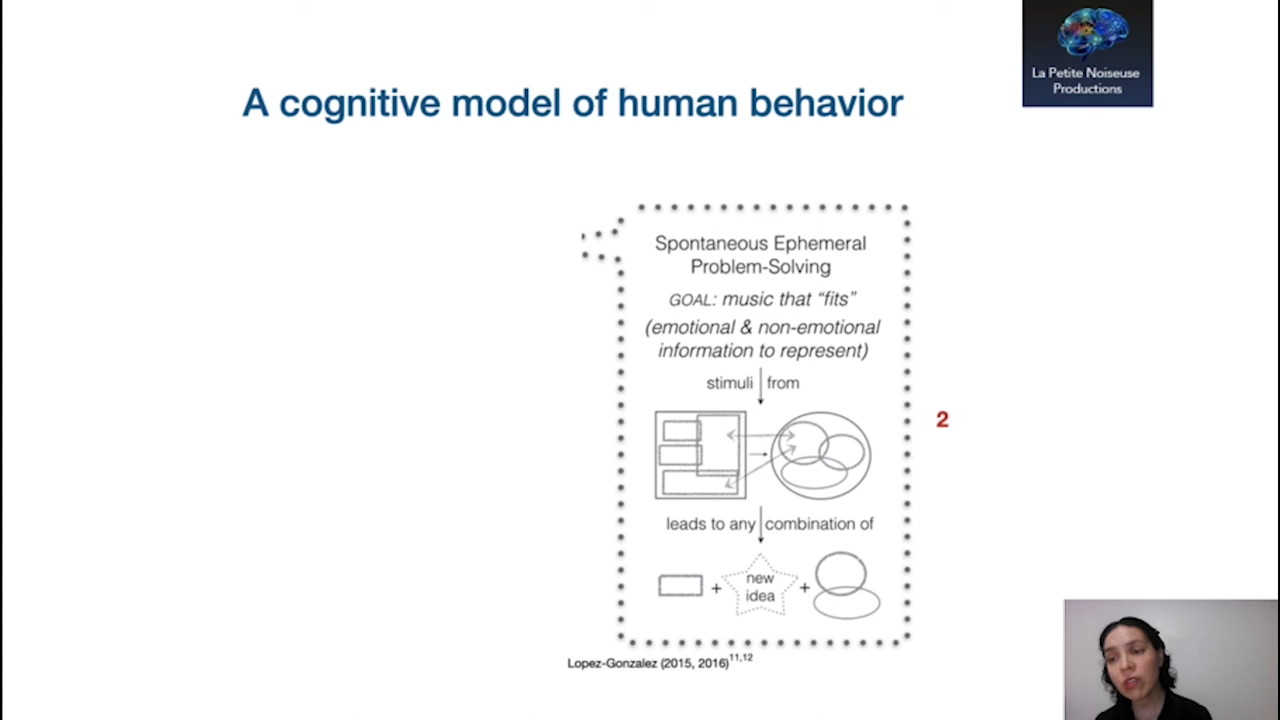 La Petite Noiseuse
Productions
A cognitive model of human behavior
Spontaneous Ephemeral
Problem-Solving
GOAL: music that “fits”
(emotional & non-emotional
information to represent)
stimuli from
2
leads to any combination of
+ new idea +
Lopez-Gonzalez (2015, 2016)11,12